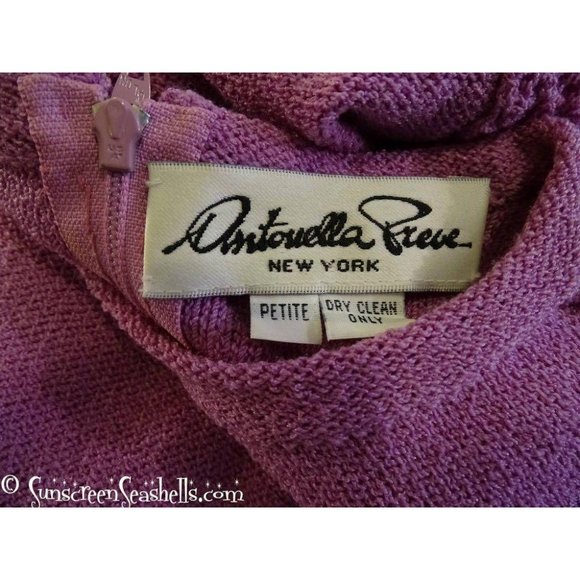 Antonella Preve
NEW YORK
PETITE
DRY CLEAN
ONLY
© SunscreenSeashells.com